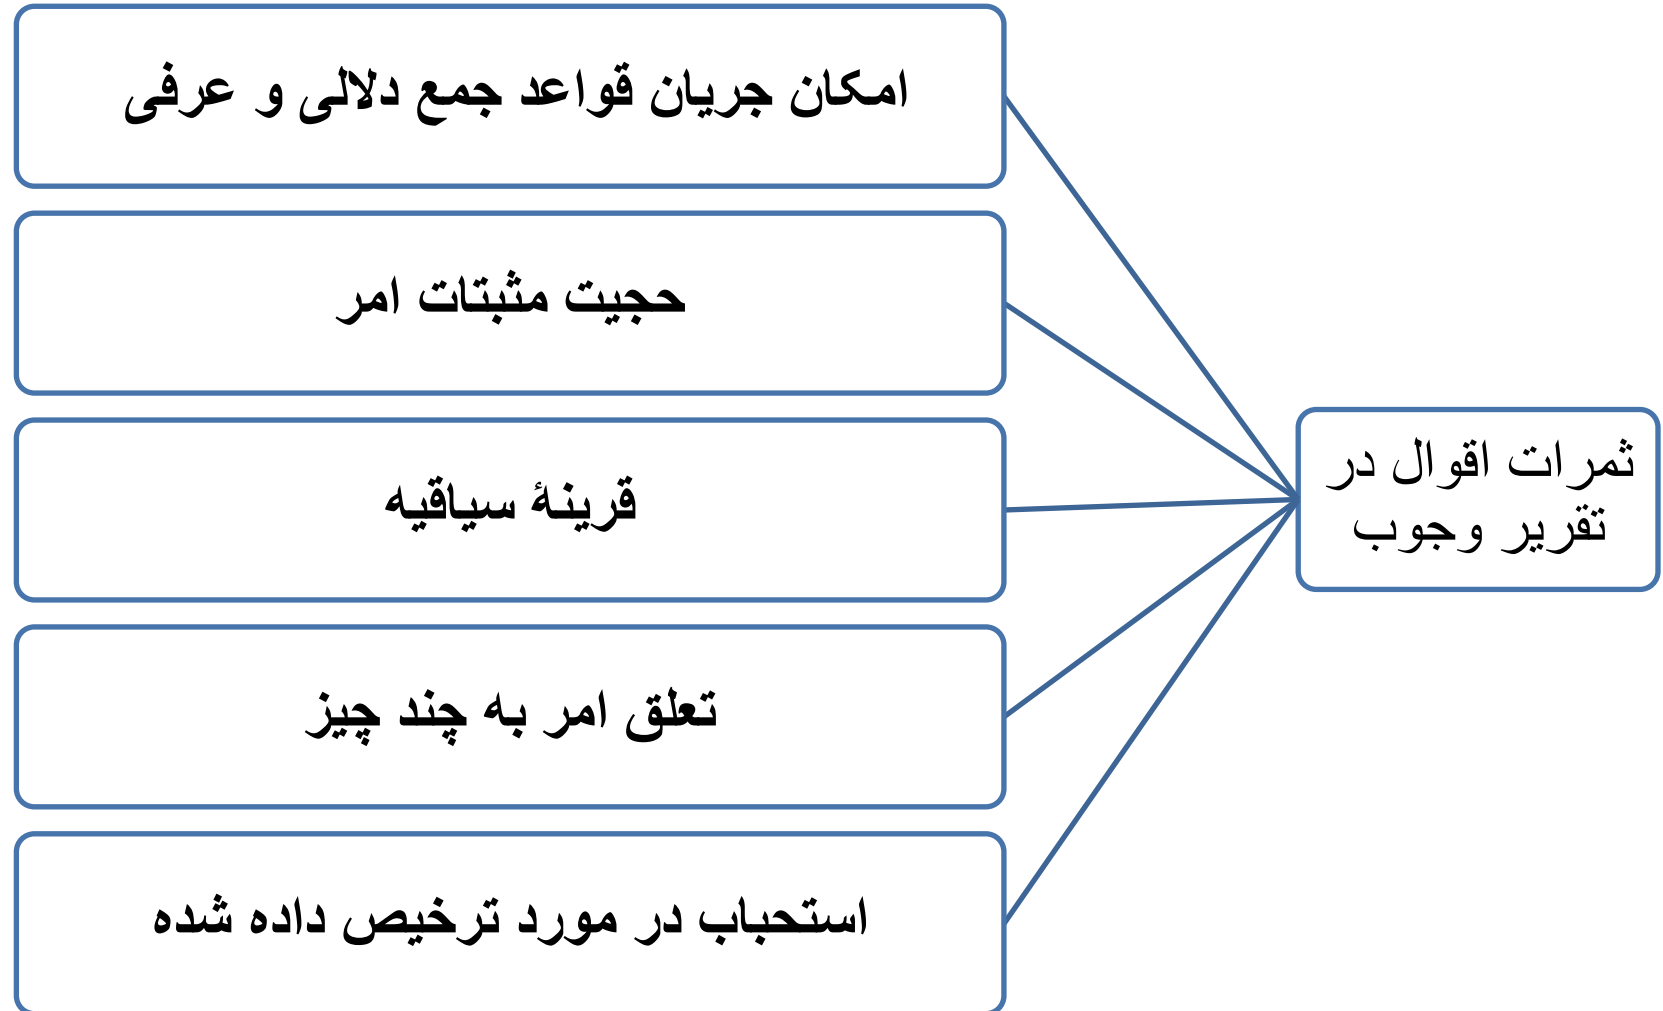 ثمرات اقوال در
تقریر وجوب
امکان جریان قواعد جمع دلالی و عرفی
حجیت مثبتات امر
قرینۀ سیاقیه
تعلق امر به چند چیز
استحباب در مورد ترخیص داده شده